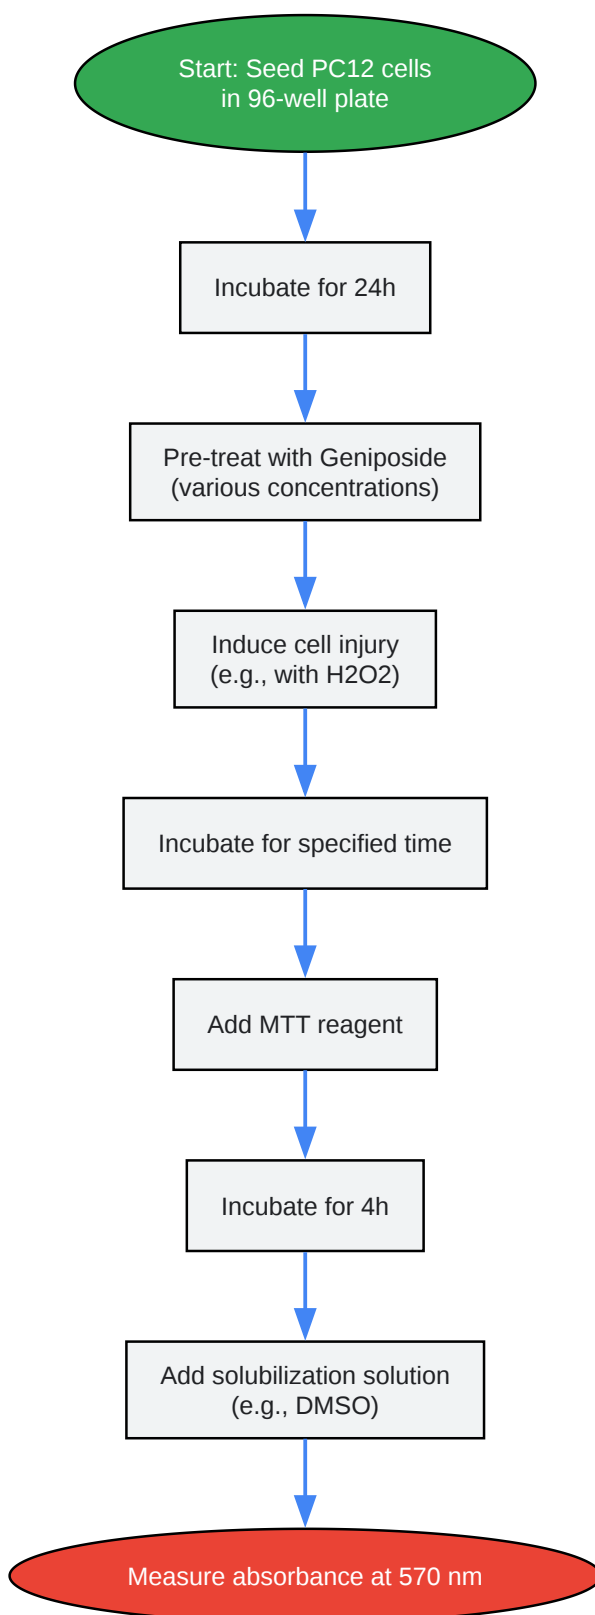 Start: Seed PC12 cells
in 96-well plate
Incubate for 24h
Pre-treat with Geniposide
(various concentrations)
Induce cell injury
(e.g., with H2O2)
Incubate for specified time
Add MTT reagent
Incubate for 4h
Add solubilization solution
(e.g., DMSO)
Measure absorbance at 570 nm